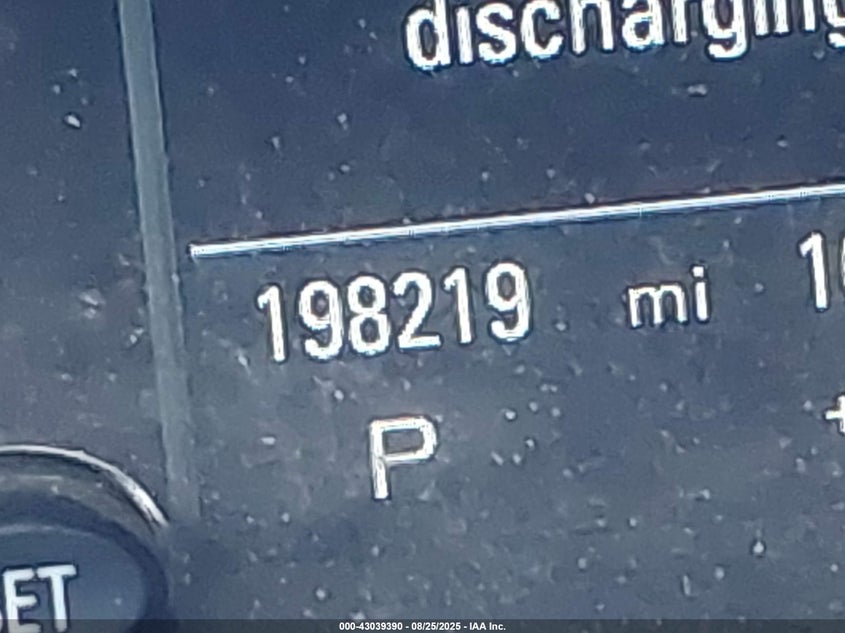 discharging
198219 mi
P
000-43039390 - 08/25/2025 - IAA Inc.